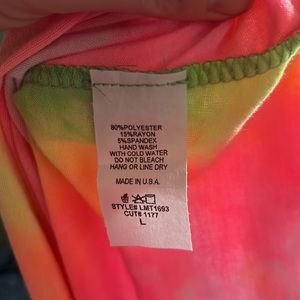 80%POLYESTER
15%RAYON
5%SPANDEX
HAND WASH
WITH COLD WATER
DO NOT BLEACH
HANG OR LINE DRY
MADE IN U.S.A.
STYLE# LMT1693
CUT# 1177
L